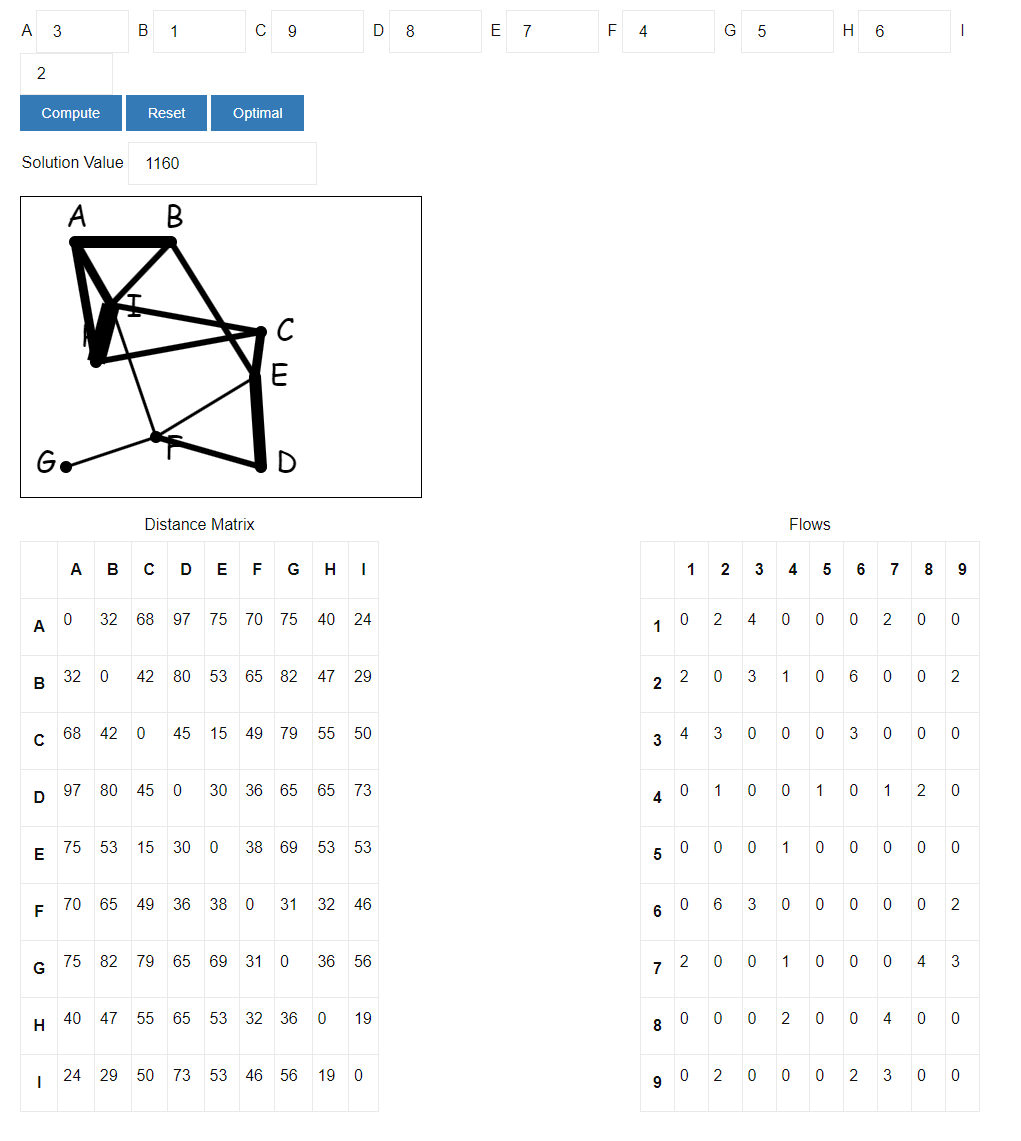 A 3 B 1 C 9 D 8 E 7 F 4 G 5 H 6 I
2
Compute Reset Optimal
Solution Value 1160
A B
I
C
E
F
G D
Distance Matrix Flows
A B C D E F G H I
1 2 3 4 5 6 7 8 9
A 0 32 68 97 75 70 75 40 24
1 0 2 4 0 0 0 2 0 0
B 32 0 42 80 53 65 82 47 29
2 2 0 3 1 0 6 0 0 2
C 68 42 0 45 15 49 79 55 50
3 4 3 0 0 0 3 0 0 0
D 97 80 45 0 30 36 65 65 73
4 0 1 0 0 1 0 1 2 0
E 75 53 15 30 0 38 69 53 53
5 0 0 0 1 0 0 0 0 0
F 70 65 49 36 38 0 31 32 46
6 0 6 3 0 0 0 0 0 2
G 75 82 79 65 69 31 0 36 56
7 2 0 0 1 0 0 0 4 3
H 40 47 55 65 53 32 36 0 19
8 0 0 0 2 0 0 4 0 0
I 24 29 50 73 53 46 56 19 0
9 0 2 0 0 0 2 3 0 0